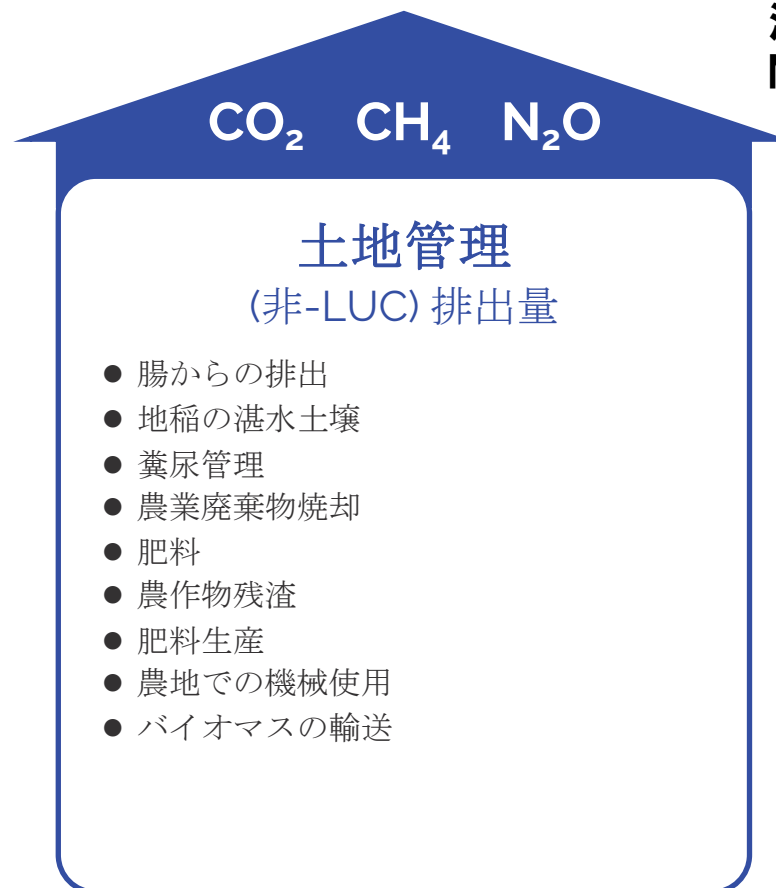 CO₂ CH₄ N₂O
土地管理
(非-LUC) 排出量
● 腸からの排出
● 地稲の湛水土壌
● 糞尿管理
● 農業廃棄物焼却
● 肥料
● 農作物残渣
● 肥料生産
● 農地での機械使用
● バイオマスの輸送